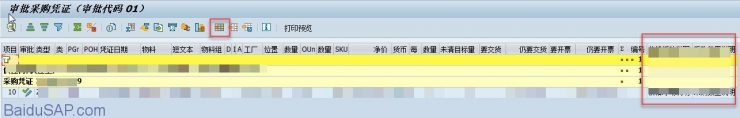 审批采购凭证（审批代码 01）
打印预览
项目 审批 类型 类 PGr POH 凭证日期 物料 短文本 物料组 D I A 工厂 位置 数量 OUn 数量 SKU 净价 货币 每 数量 未清目标量 要交货 仍要交货 要开票 仍要开票 E 编号
1
采购凭证 9
10 1
BaiduSAP.com